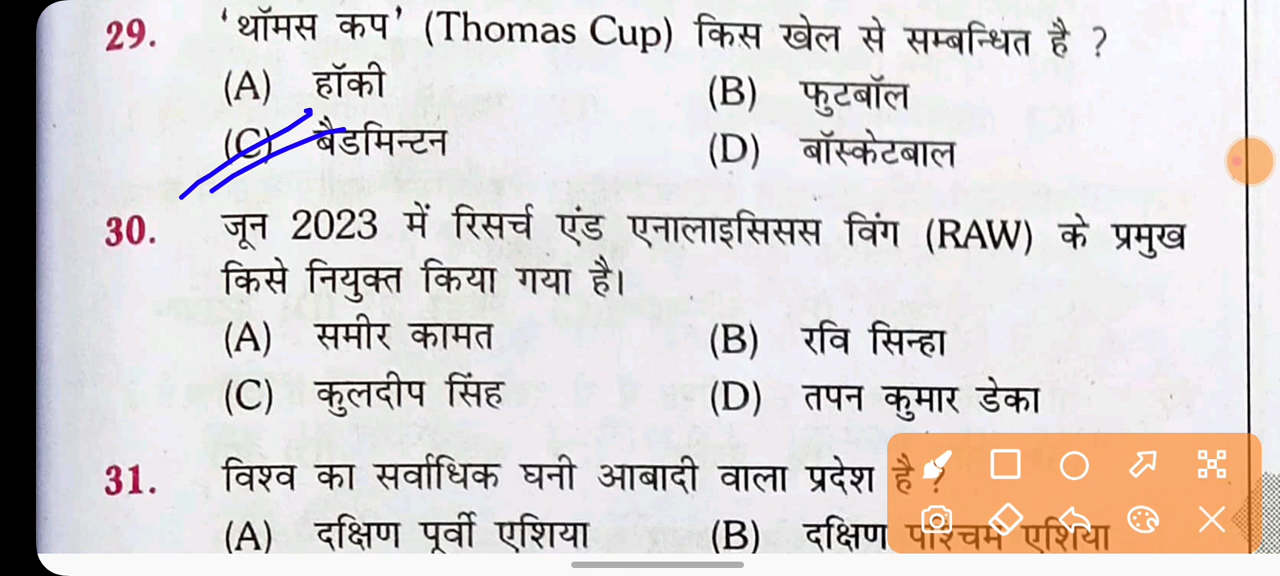 29. 'थॉमस कप' (Thomas Cup) किस खेल से सम्बन्धित है ?
(A) हॉकी (B) फुटबॉल
(C) बैडमिन्टन (D) बॉस्केटबाल
30. जून 2023 में रिसर्च एंड एनालाइसिसस विंग (RAW) के प्रमुख
किसे नियुक्त किया गया है।
(A) समीर कामत (B) रवि सिन्हा
(C) कुलदीप सिंह (D) तपन कुमार डेका
31. विश्व का सर्वाधिक घनी आबादी वाला प्रदेश है ?
(A) दक्षिण पूर्वी एशिया (B) दक्षिण पश्चिम एशिया